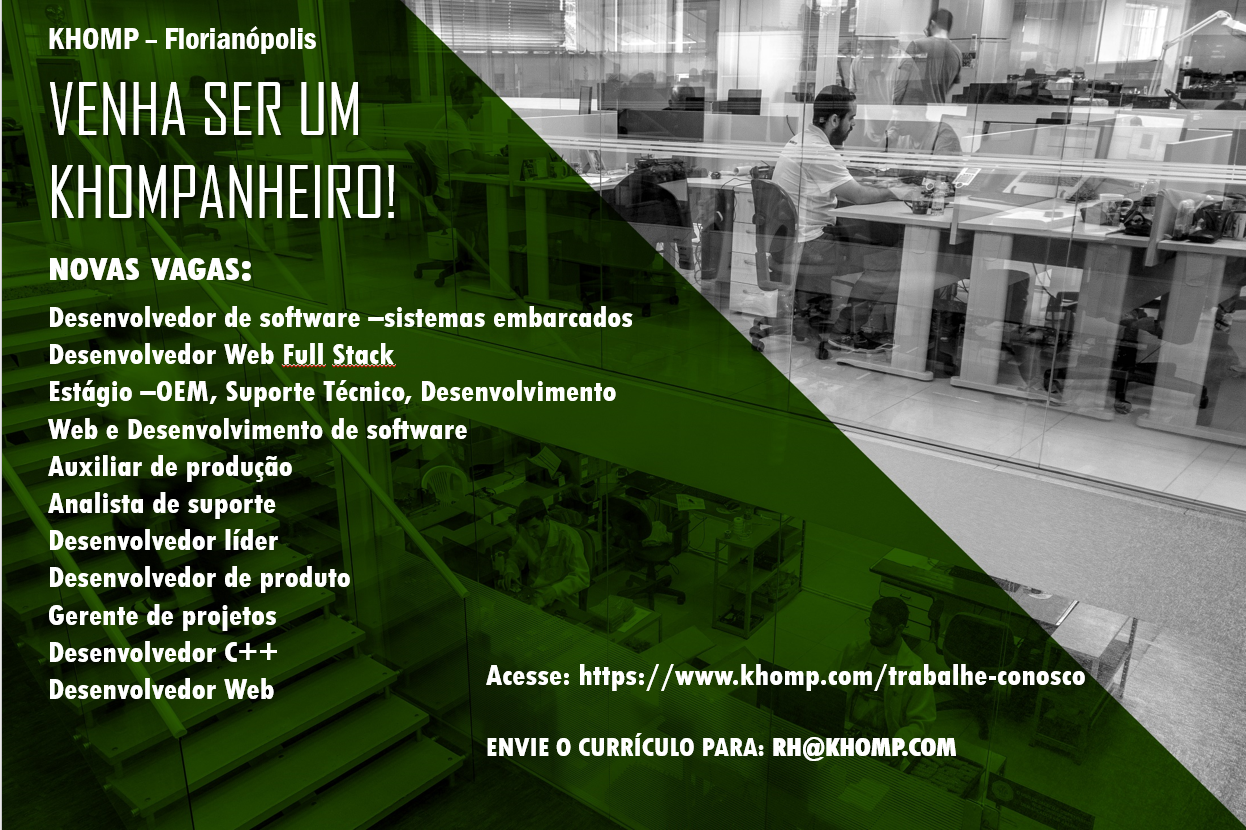 KHOMP – Florianópolis
VENHA SER UM
KHOMPANHEIRO!
NOVAS VAGAS:
Desenvolvedor de software –sistemas embarcados
Desenvolvedor Web Full Stack
Estágio –OEM, Suporte Técnico, Desenvolvimento
Web e Desenvolvimento de software
Auxiliar de produção
Analista de suporte
Desenvolvedor líder
Desenvolvedor de produto
Gerente de projetos
Desenvolvedor C++
Desenvolvedor Web
Acesse: https://www.khomp.com/trabalhe-conosco
ENVIE O CURRÍCULO PARA: RH@KHOMP.COM